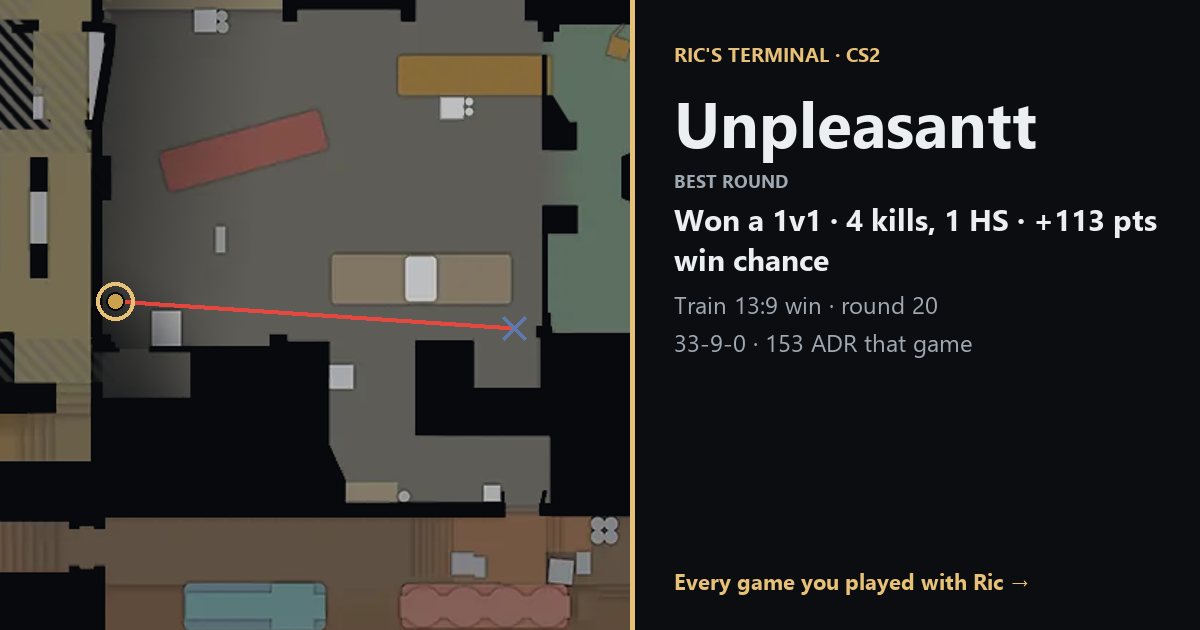 RIC'S TERMINAL · CS2
Unpleasantt
BEST ROUND
Won a 1v1 · 4 kills, 1 HS · +113 pts
win chance
Train 13:9 win · round 20
33-9-0 · 153 ADR that game
Every game you played with Ric →